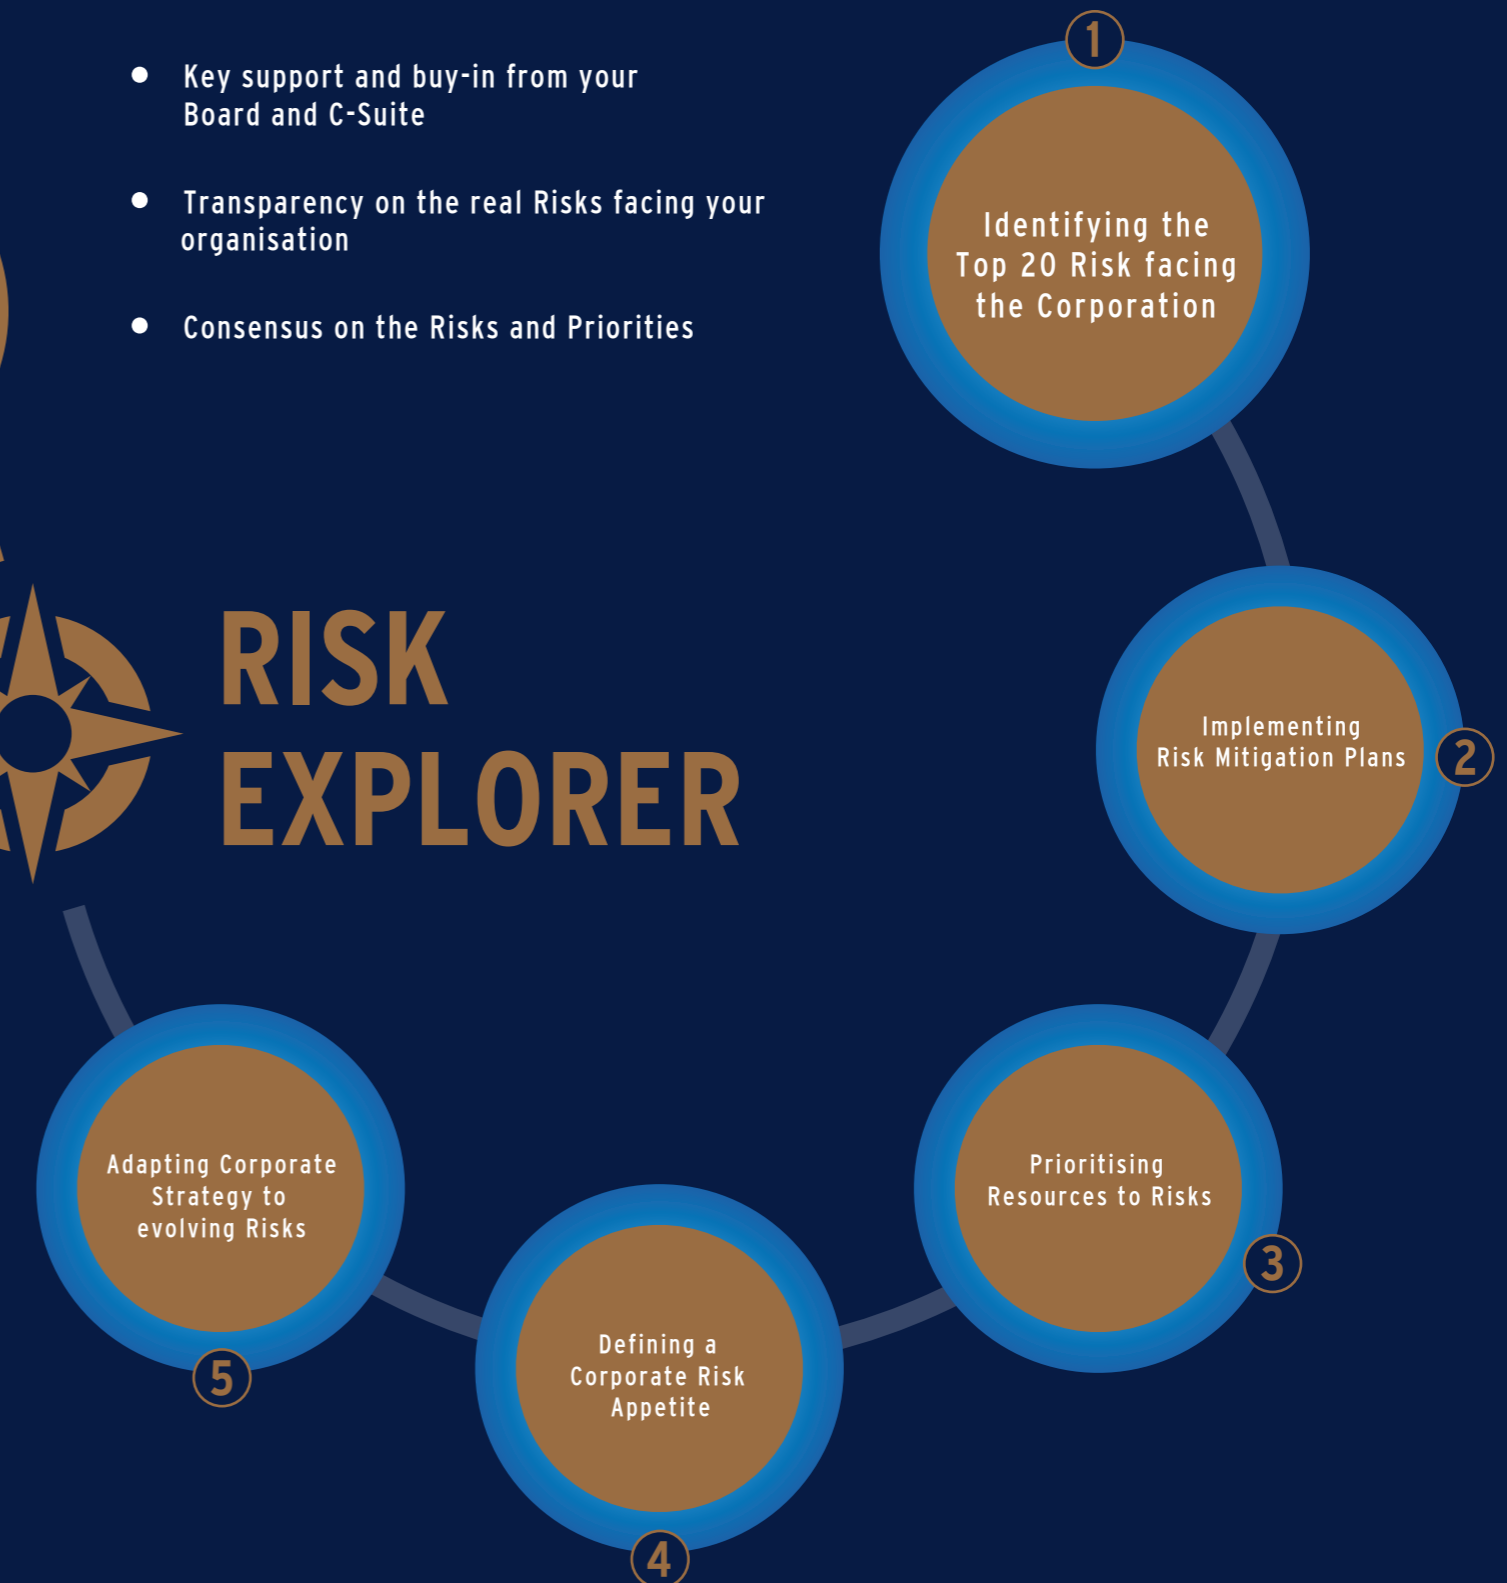 Key support and buy-in from your
Board and C-Suite
Transparency on the real Risks facing your
organisation
Consensus on the Risks and Priorities
RISK
EXPLORER
1
Identifying the
Top 20 Risk facing
the Corporation
2
Implementing
Risk Mitigation Plans
3
Prioritising
Resources to Risks
4
Defining a
Corporate Risk
Appetite
5
Adapting Corporate
Strategy to
evolving Risks